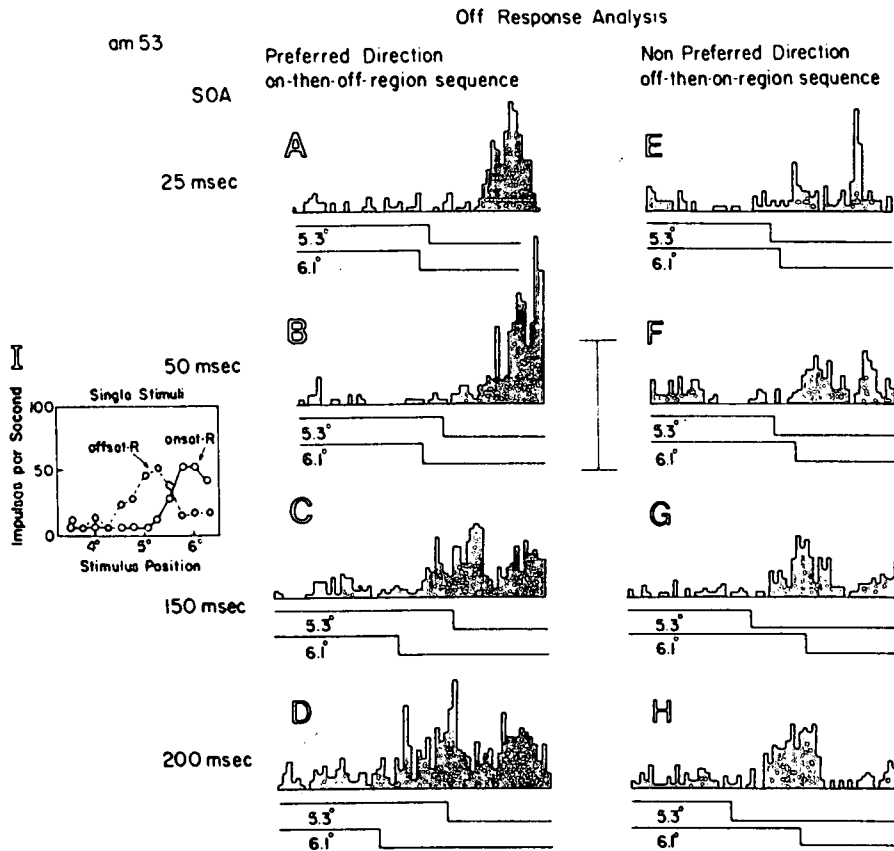 Off Response Analysis
am 53
Preferred Direction
on-then-off-region sequence
Non Preferred Direction
off-then-on-region sequence
SOA
A
E
25 msec
5.3°
6.1°
5.3°
6.1°
B
F
50 msec
5.3°
6.1°
5.3°
6.1°
I
Impulses per Second
Single Stimuli
100
50
0
offset-R
onset-R
4° 5° 6°
Stimulus Position
C
G
150 msec
5.3°
6.1°
5.3°
6.1°
D
H
200 msec
5.3°
6.1°
5.3°
6.1°